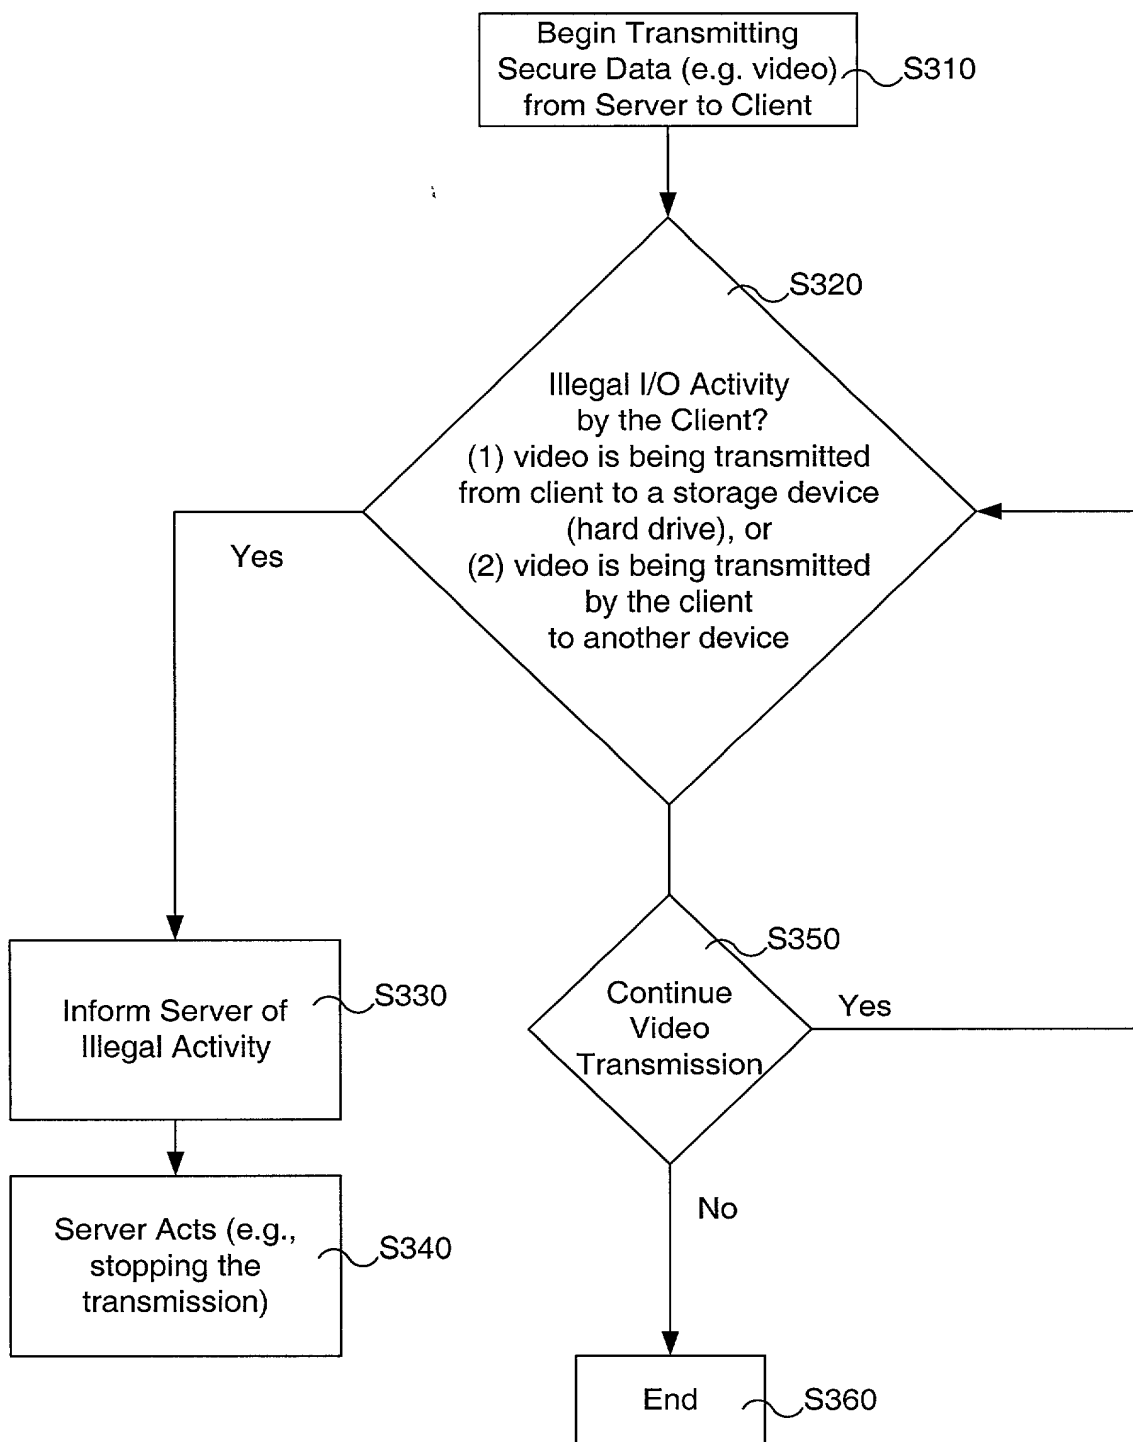 Begin Transmitting
Secure Data (e.g. video)
from Server to Client
S310
S320
Illegal I/O Activity
by the Client?
(1) video is being transmitted
from client to a storage device
(hard drive), or
(2) video is being transmitted
by the client
to another device
Yes
S350
Continue
Video
Transmission
Yes
S330
Inform Server of
Illegal Activity
No
Server Acts (e.g.,
stopping the
transmission)
S340
End
S360